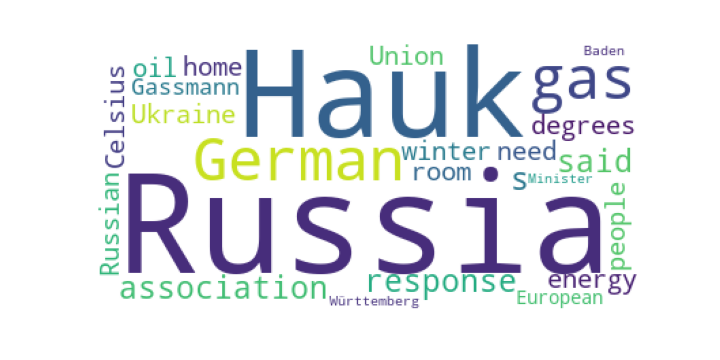 Baden
Union
Hauk
gas
oil
home
Gassmann
Celsius
Ukraine
degrees
German
winter
need
said
room
s
Minister
Russian
Russia
people
association
response
energy
European
Württemberg